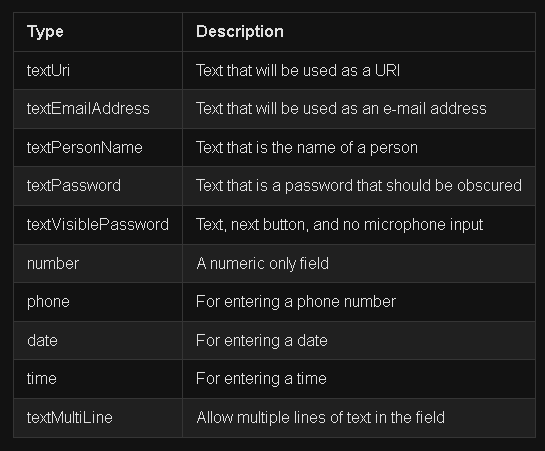 Type Description
textUri Text that will be used as a URI
textEmailAddress Text that will be used as an e-mail address
textPersonName Text that is the name of a person
textPassword Text that is a password that should be obscured
textVisiblePassword Text, next button, and no microphone input
number A numeric only field
phone For entering a phone number
date For entering a date
time For entering a time
textMultiLine Allow multiple lines of text in the field